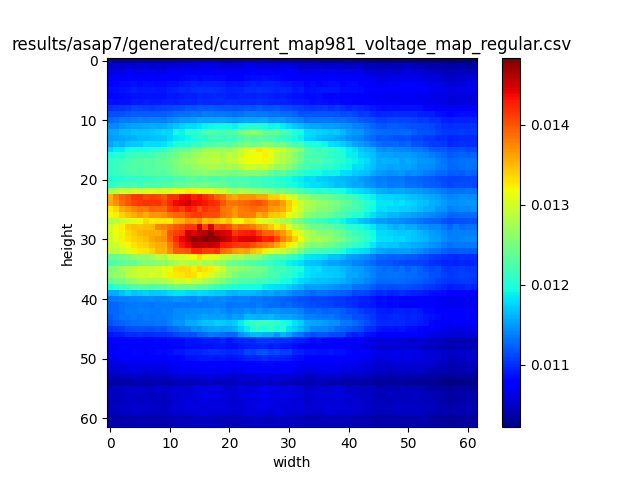 results/asap7/generated/current_map981_voltage_map_regular.csv
0
10
20
30
40
50
60
height
0 10 20 30 40 50 60
width
0.014
0.013
0.012
0.011